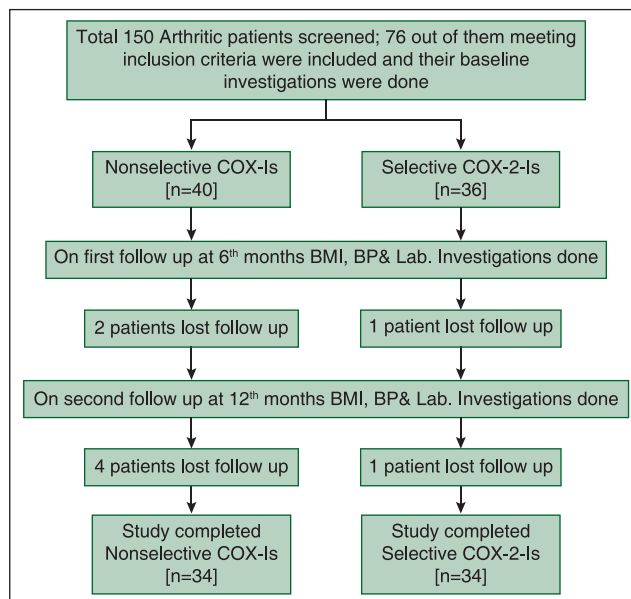 Total 150 Arthritic patients screened; 76 out of them meeting
inclusion criteria were included and their baseline
investigations were done
Nonselective COX-Is
[n=40]
Selective COX-2-Is
[n=36]
On first follow up at 6th months BMI, BP& Lab. Investigations done
2 patients lost follow up
1 patient lost follow up
On second follow up at 12th months BMI, BP& Lab. Investigations done
4 patients lost follow up
1 patient lost follow up
Study completed
Nonselective COX-Is
[n=34]
Study completed
Selective COX-2-Is
[n=34]